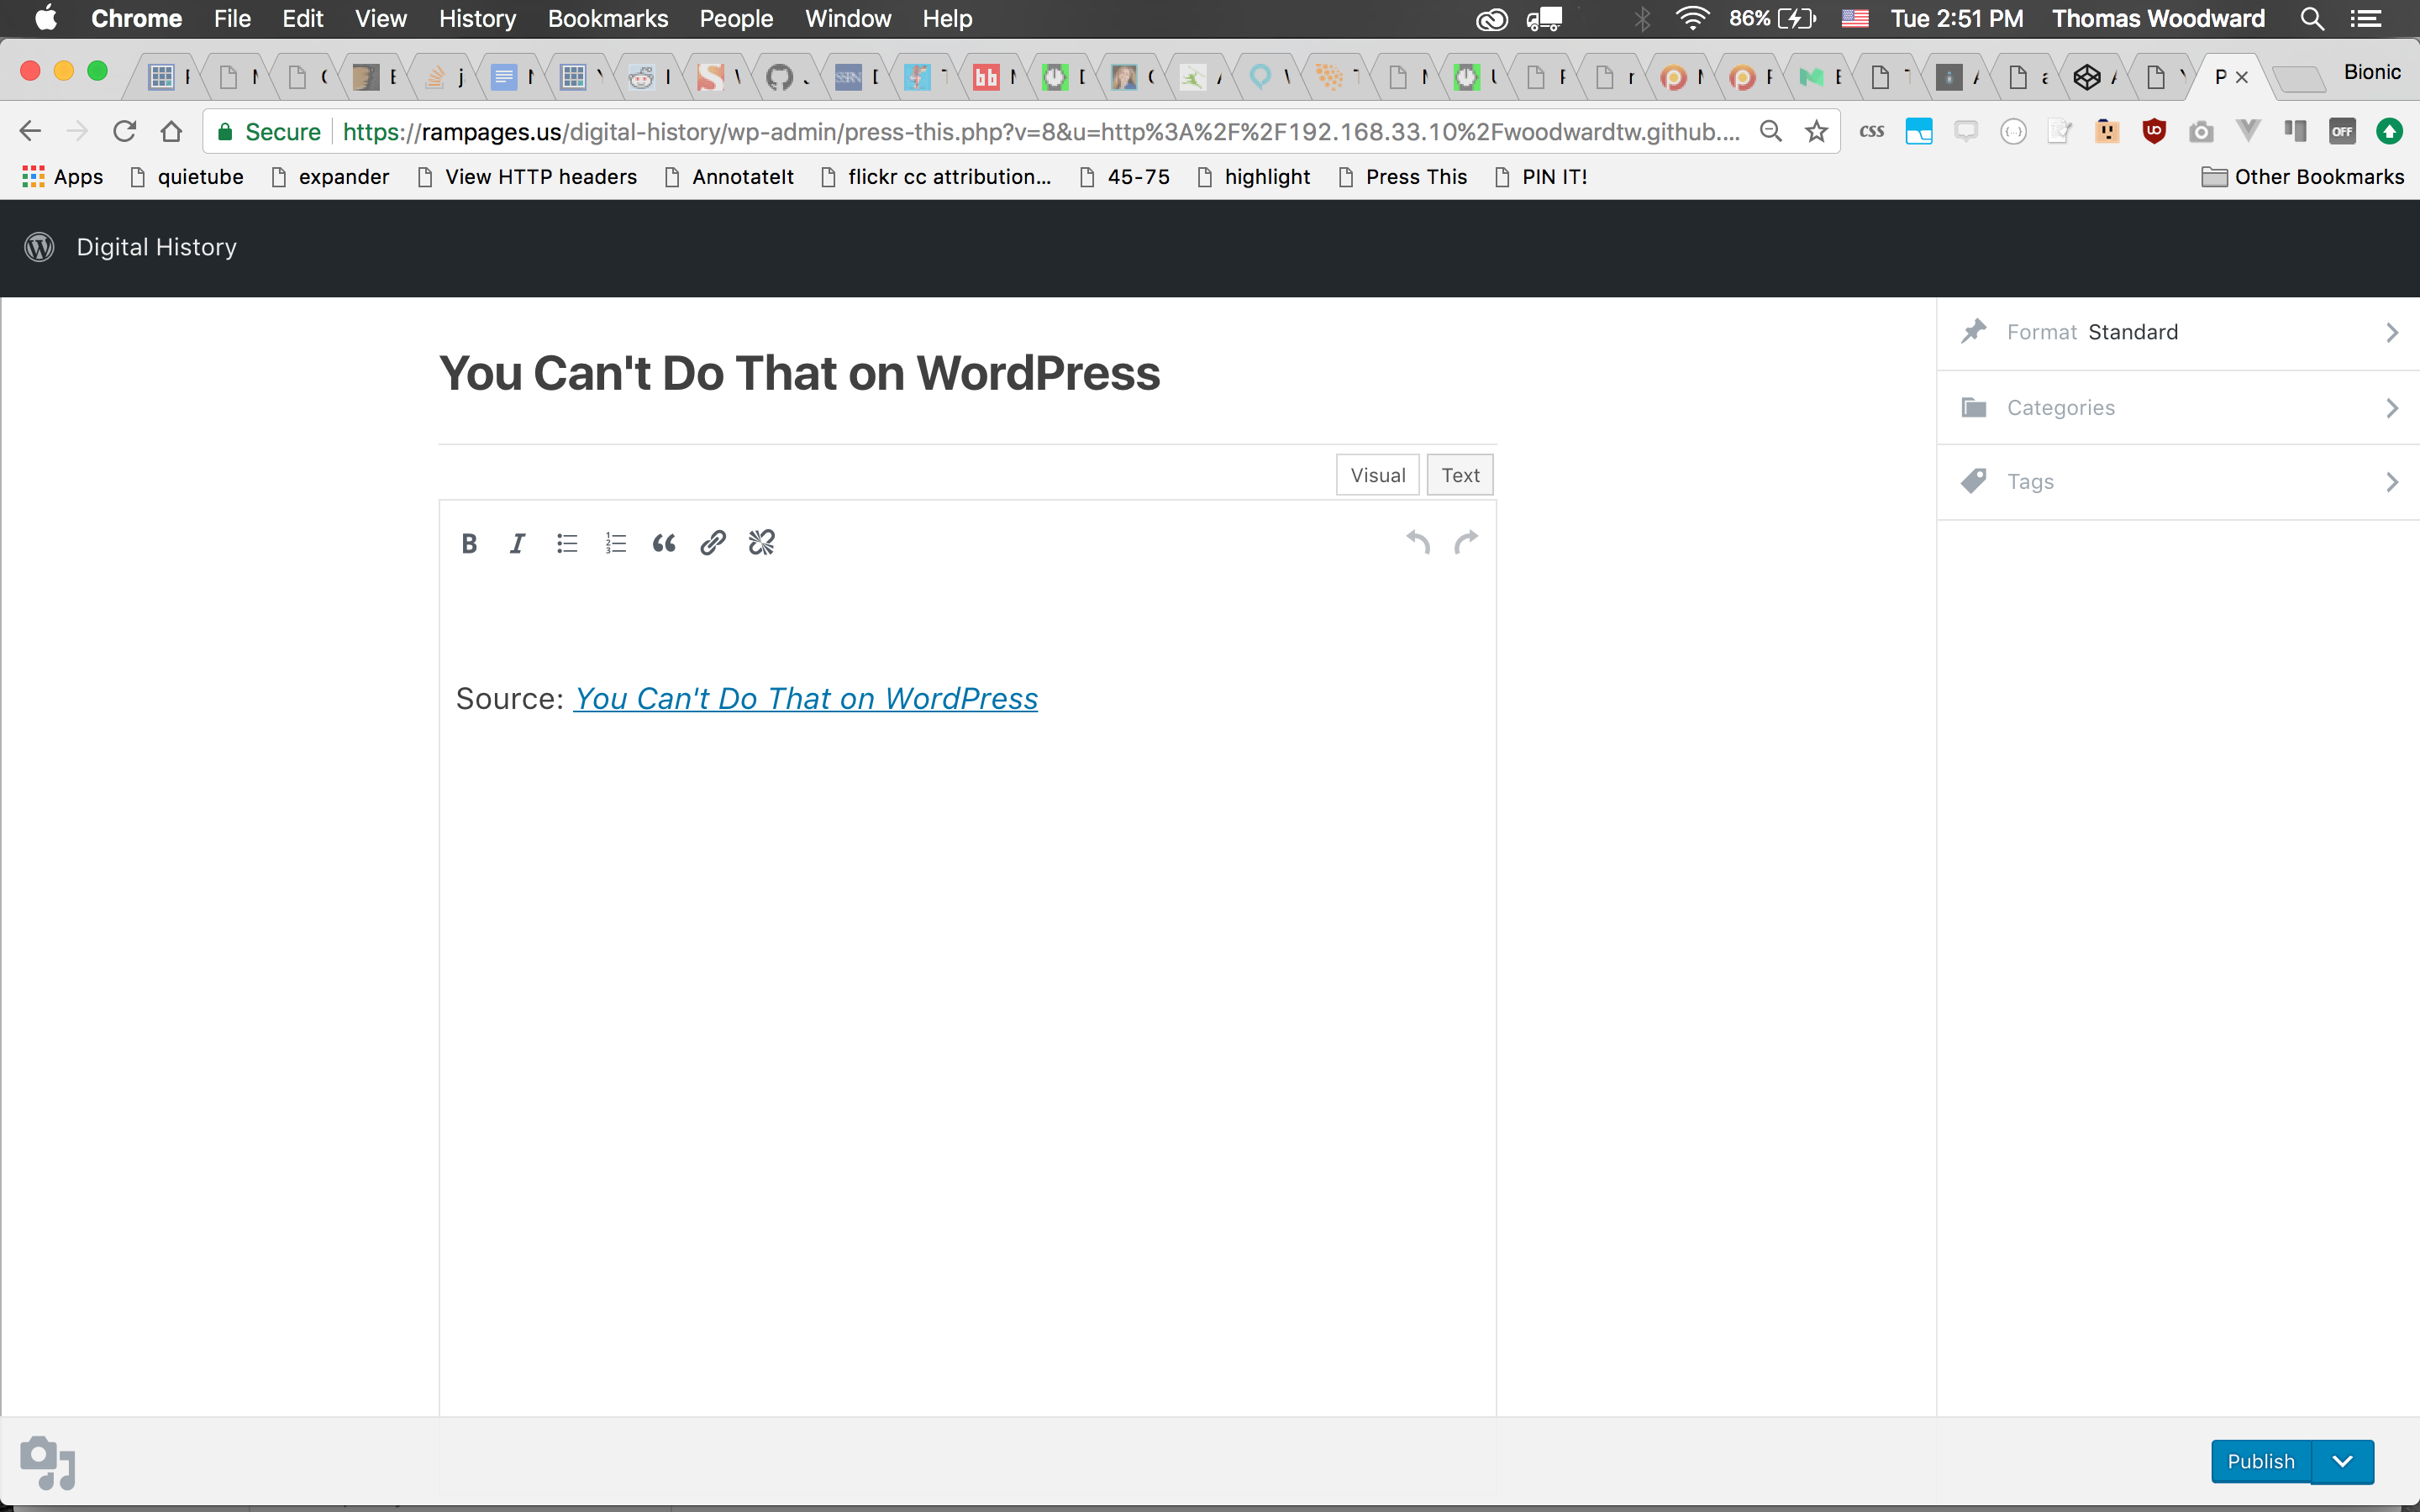 Chrome File Edit View History Bookmarks People Window Help 86% Tue 2:51 PM Thomas Woodward
P Bionic
Secure https://rampages.us/digital-history/wp-admin/press-this.php?v=8&u=http%3A%2F%2F192.168.33.10%2Fwoodwardtw.github.... css OFF
Apps quietube expander View HTTP headers AnnotateIt flickr cc attribution... 45-75 highlight Press This PIN IT! Other Bookmarks
Digital History
Format Standard
You Can't Do That on WordPress
Categories
Visual Text
Tags
B I
Source: You Can't Do That on WordPress
Publish